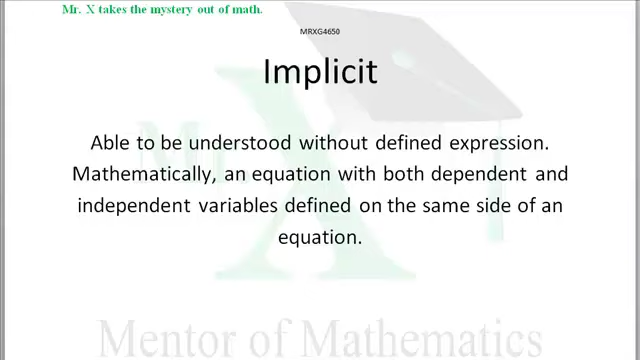 Mr. X takes the mystery out of math.
MRXG4650
Implicit
Able to be understood without defined expression.
Mathematically, an equation with both dependent and
independent variables defined on the same side of an
equation.
Mr. X
Mentor of Mathematics